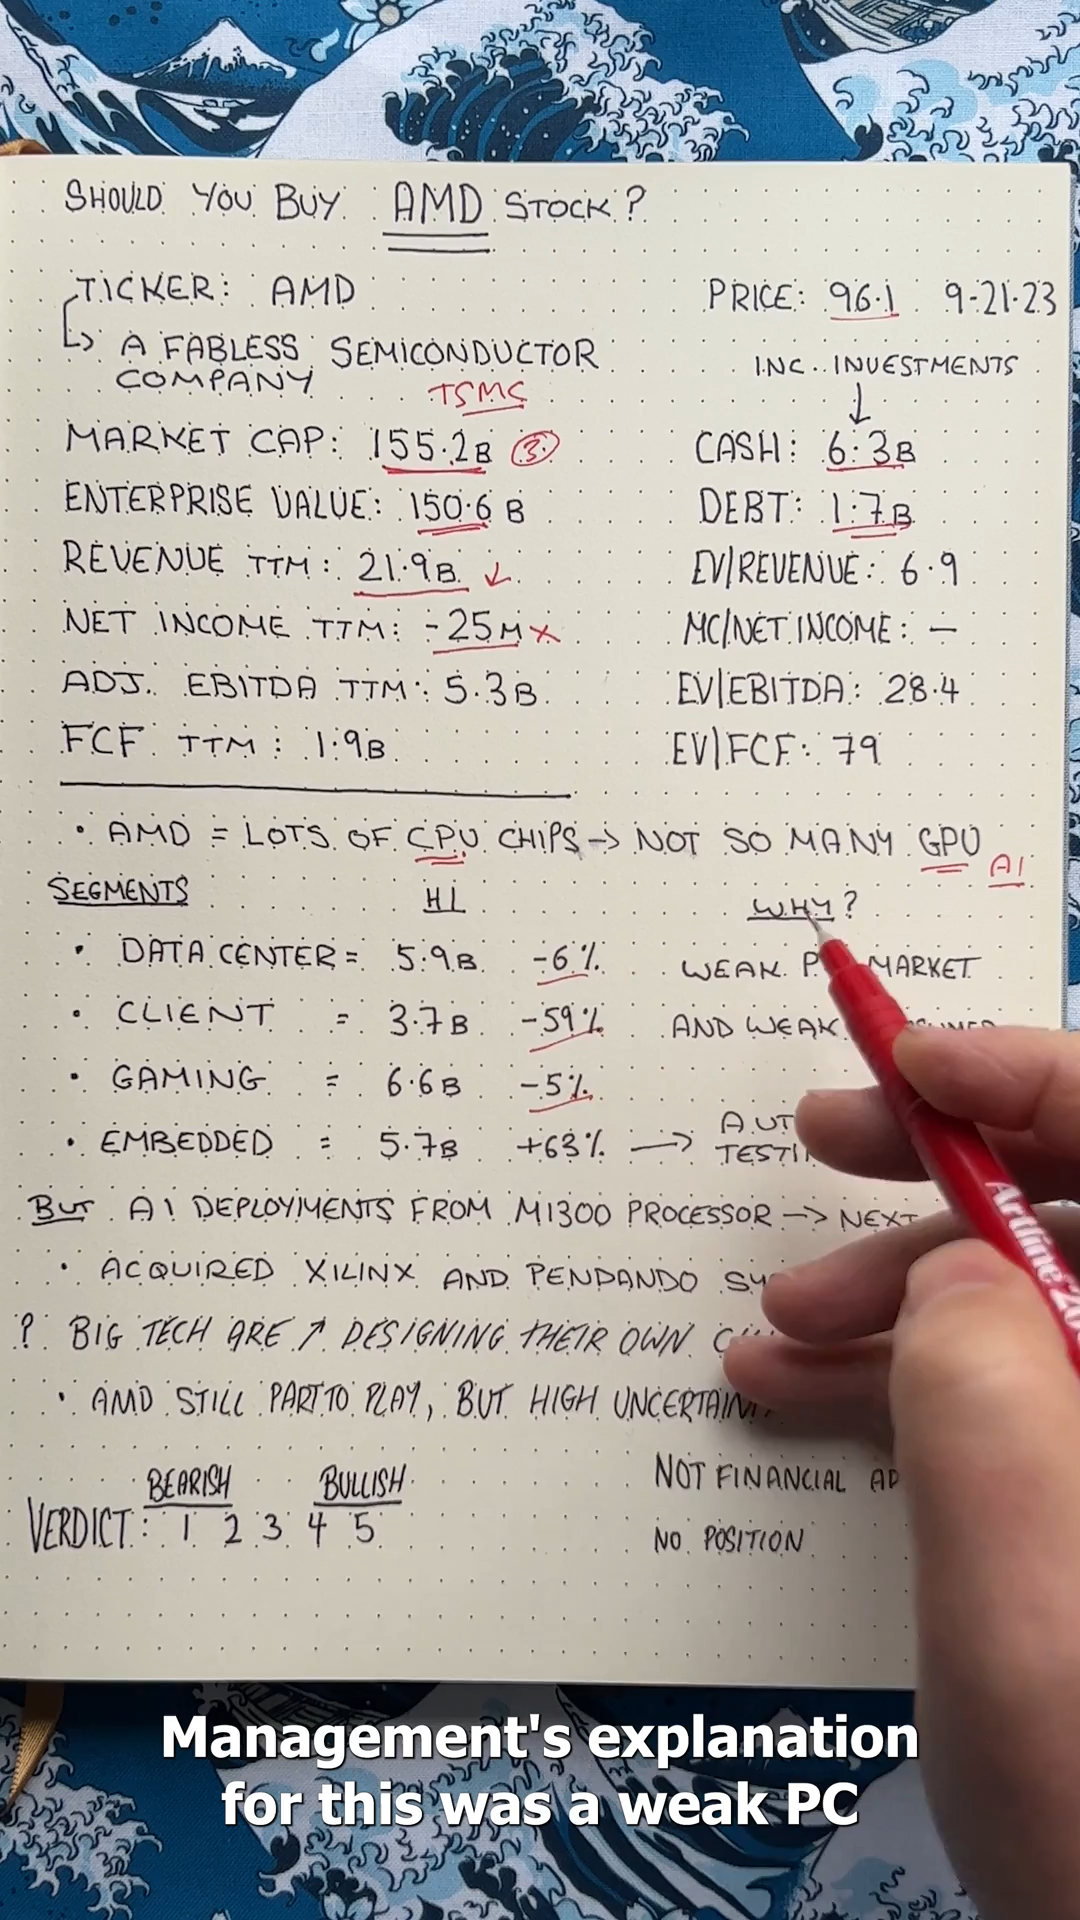 SHOULD YOU BUY AMD STOCK?
TICKER: AMD
PRICE: 96.1 9-21-23
↳ A FABLESS SEMICONDUCTOR
COMPANY
TSMC
INC. INVESTMENTS
↓
MARKET CAP: 155.2B 3
CASH: 6.3B
ENTERPRISE VALUE: 150.6 B
DEBT: 1.7B
REVENUE TTM: 21.9B ↓
EV/REVENUE: 6.9
NET INCOME TTM: -25M X
MC/NET INCOME: —
ADJ. EBITDA TTM: 5.3B
EV/EBITDA: 28.4
FCF TTM: 1.9B
EV/FCF: 79
• AMD = LOTS OF CPU CHIPS → NOT SO MANY GPU
AI
SEGMENTS H1 WHY?
• DATA CENTER = 5.9B -6% WEAK MARKET
• CLIENT = 3.7B -59% AND WEAK
• GAMING = 6.6B -5%
• EMBEDDED = 5.7B +63% →
BUT AI DEPLOYMENTS FROM MI300 PROCESSOR → NEXT
• ACQUIRED XILINX AND PENDANDO
? BIG TECH ARE ↗ DESIGNING THEIR OWN
• AMD STILL PART TO PLAY, BUT HIGH
BEARISH BULLISH
VERDICT: 1 2 3 4 5
NOT FINANCIAL
NO POSITION
Artline
Management's explanation
for this was a weak PC